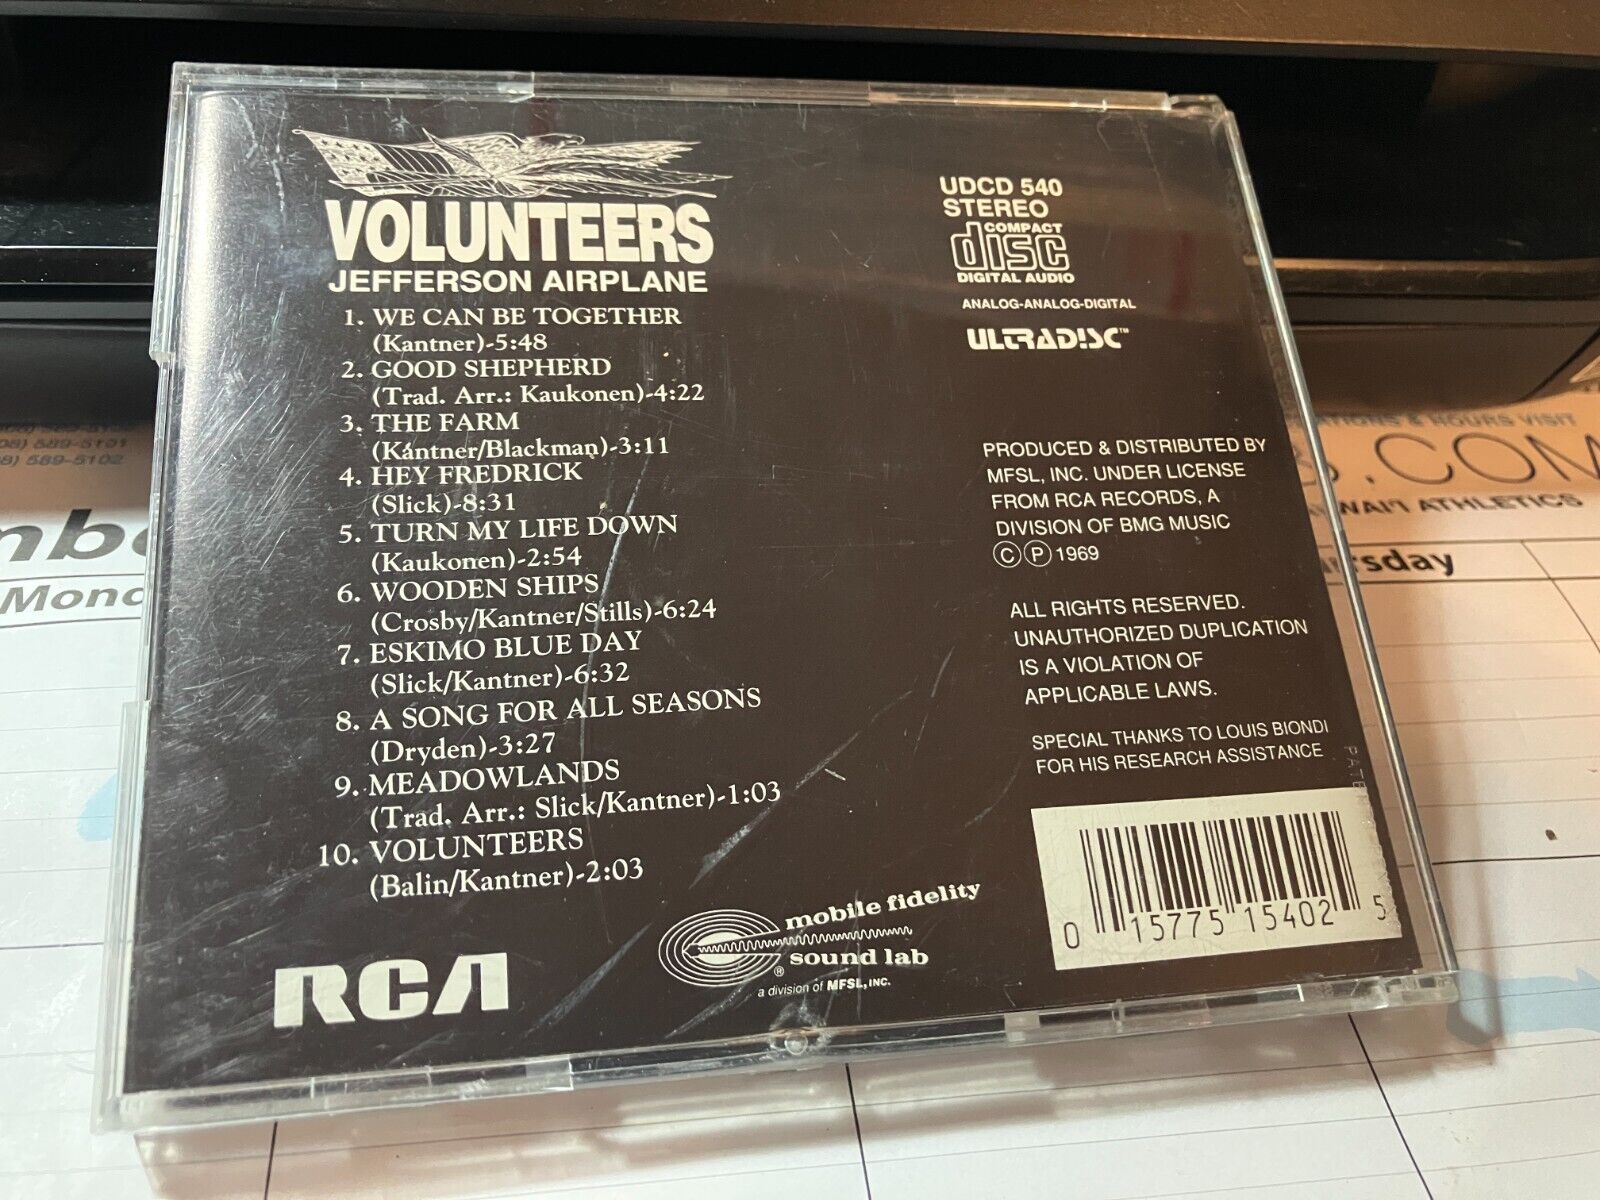 VOLUNTEERS
JEFFERSON AIRPLANE
1. WE CAN BE TOGETHER
(Kantner)-5:48
2. GOOD SHEPHERD
(Trad. Arr.: Kaukonen)-4:22
3. THE FARM
(Kantner/Blackman)-3:11
4. HEY FREDRICK
(Slick)-8:31
5. TURN MY LIFE DOWN
(Kaukonen)-2:54
6. WOODEN SHIPS
(Crosby/Kantner/Stills)-6:24
7. ESKIMO BLUE DAY
(Slick/Kantner)-6:32
8. A SONG FOR ALL SEASONS
(Dryden)-3:27
9. MEADOWLANDS
(Trad. Arr.: Slick/Kantner)-1:03
10. VOLUNTEERS
(Balin/Kantner)-2:03
RCA
mobile fidelity
sound lab
®
a division of MFSL, INC.
UDCD 540
STEREO
COMPACT
disc
DIGITAL AUDIO
ANALOG-ANALOG-DIGITAL
ULTRADISC™
PRODUCED & DISTRIBUTED BY
MFSL, INC. UNDER LICENSE
FROM RCA RECORDS, A
DIVISION OF BMG MUSIC
Ⓒ Ⓟ 1969
ALL RIGHTS RESERVED.
UNAUTHORIZED DUPLICATION
IS A VIOLATION OF
APPLICABLE LAWS.
SPECIAL THANKS TO LOUIS BIONDI
FOR HIS RESEARCH ASSISTANCE
0 15775 15402 5
589-5101
589-5102
& HOURS VISIT
.COM
ATHLETICS